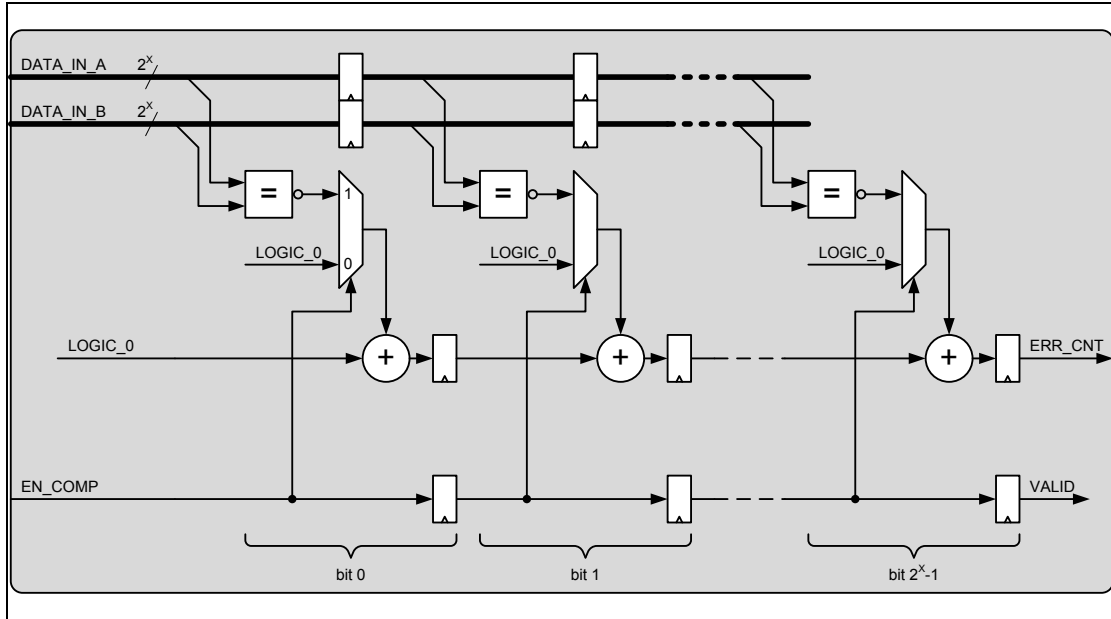 DATA_IN_A 2^X
DATA_IN_B 2^X
= 1 = =
LOGIC_0 0 LOGIC_0 LOGIC_0
LOGIC_0 + + + ERR_CNT
EN_COMP VALID
bit 0 bit 1 bit 2^X-1